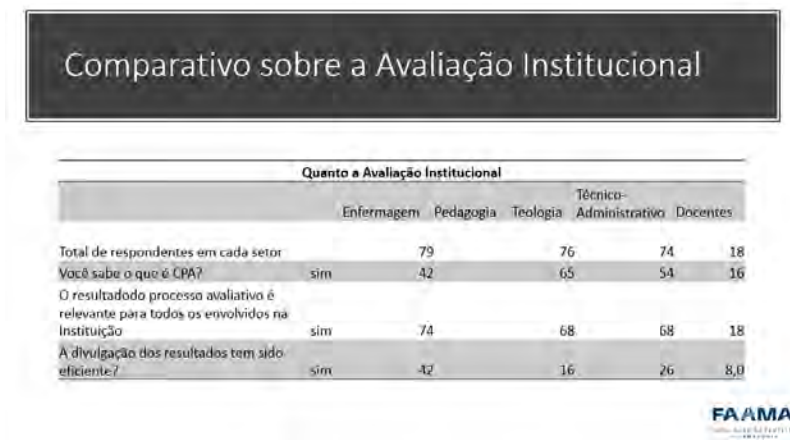 Comparativo sobre a Avaliação Institucional
Quanto a Avaliação Institucional
Técnico-
Enfermagem Pedagogia Teologia Administrativo Docentes
Total de respondentes em cada setor 79 76 74 18
Você sabe o que é CPA? sim 42 65 54 16
O resultadodo processo avaliativo é
relevante para todos os envolvidos na
Instituição sim 74 68 68 18
A divulgação dos resultados tem sido
eficiente? sim 42 16 26 8,0
FAAMA